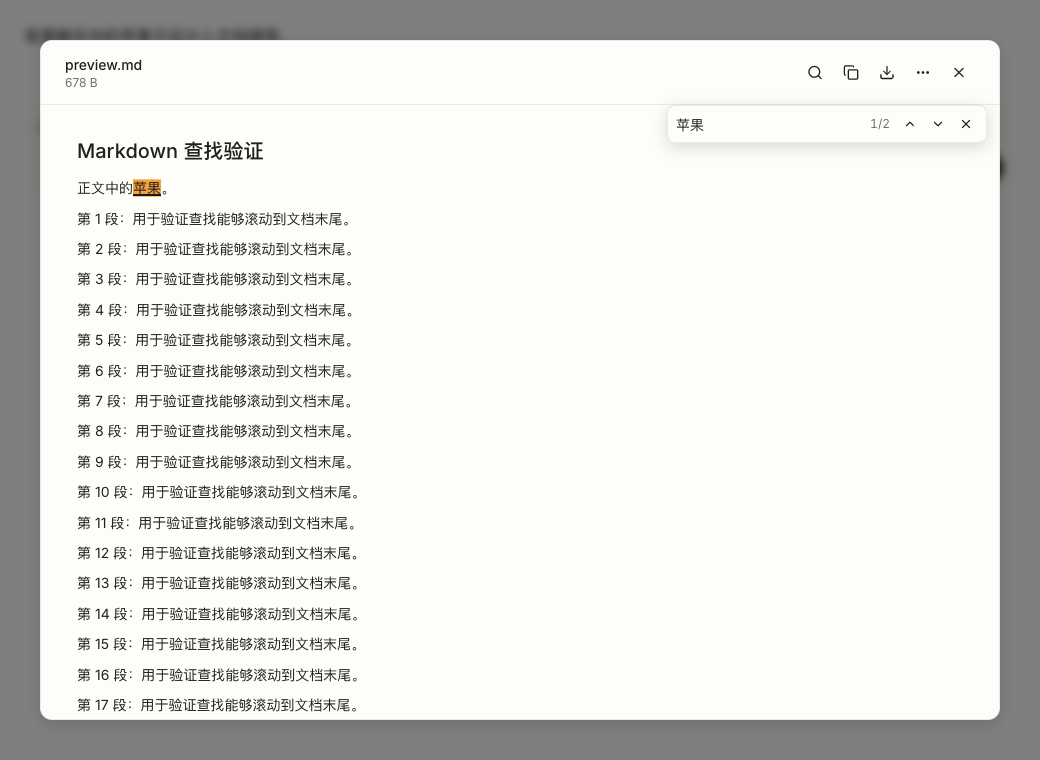 preview.md
678 B
苹果
1/2
Markdown 查找验证
正文中的苹果。
第 1 段：用于验证查找能够滚动到文档末尾。
第 2 段：用于验证查找能够滚动到文档末尾。
第 3 段：用于验证查找能够滚动到文档末尾。
第 4 段：用于验证查找能够滚动到文档末尾。
第 5 段：用于验证查找能够滚动到文档末尾。
第 6 段：用于验证查找能够滚动到文档末尾。
第 7 段：用于验证查找能够滚动到文档末尾。
第 8 段：用于验证查找能够滚动到文档末尾。
第 9 段：用于验证查找能够滚动到文档末尾。
第 10 段：用于验证查找能够滚动到文档末尾。
第 11 段：用于验证查找能够滚动到文档末尾。
第 12 段：用于验证查找能够滚动到文档末尾。
第 13 段：用于验证查找能够滚动到文档末尾。
第 14 段：用于验证查找能够滚动到文档末尾。
第 15 段：用于验证查找能够滚动到文档末尾。
第 16 段：用于验证查找能够滚动到文档末尾。
第 17 段：用于验证查找能够滚动到文档末尾。